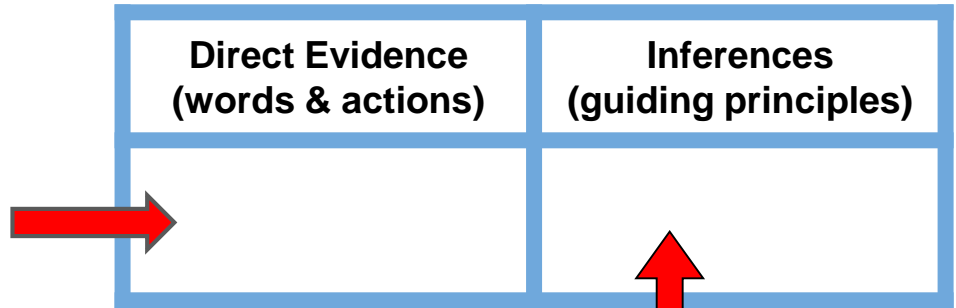 Direct Evidence
(words & actions)
Inferences
(guiding principles)